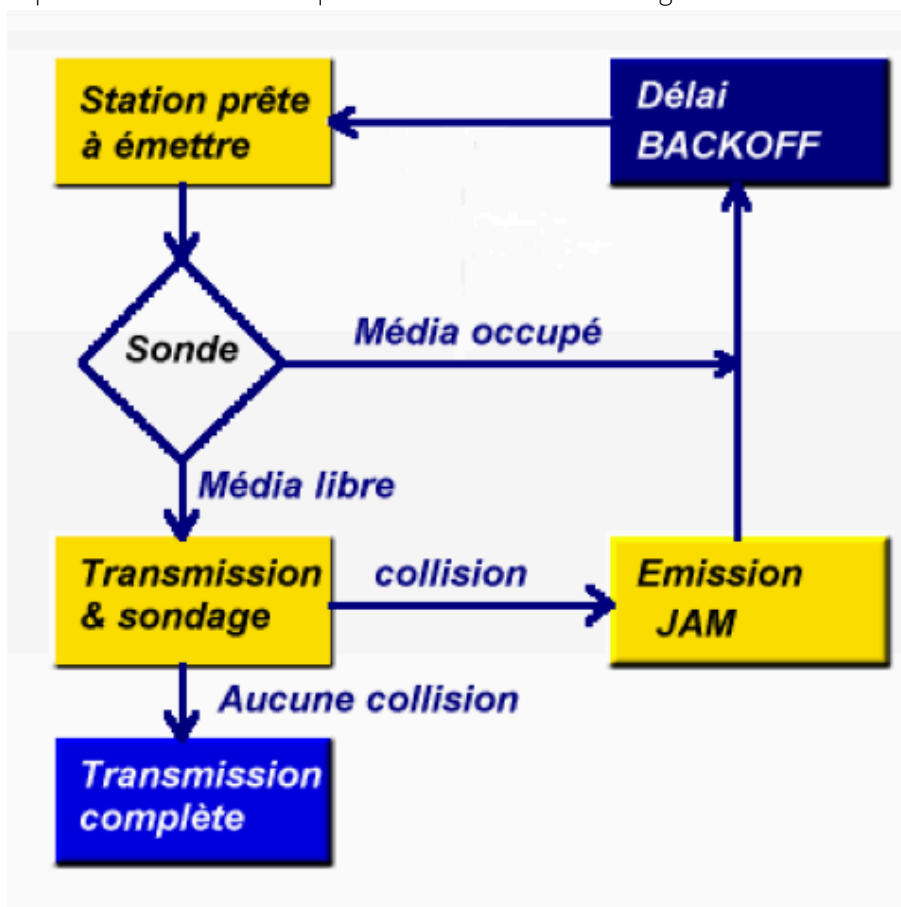 Station prête
à émettre
Délai
BACKOFF
Sonde
Média occupé
Média libre
Transmission
& sondage
collision
Emission
JAM
Aucune collision
Transmission
complète